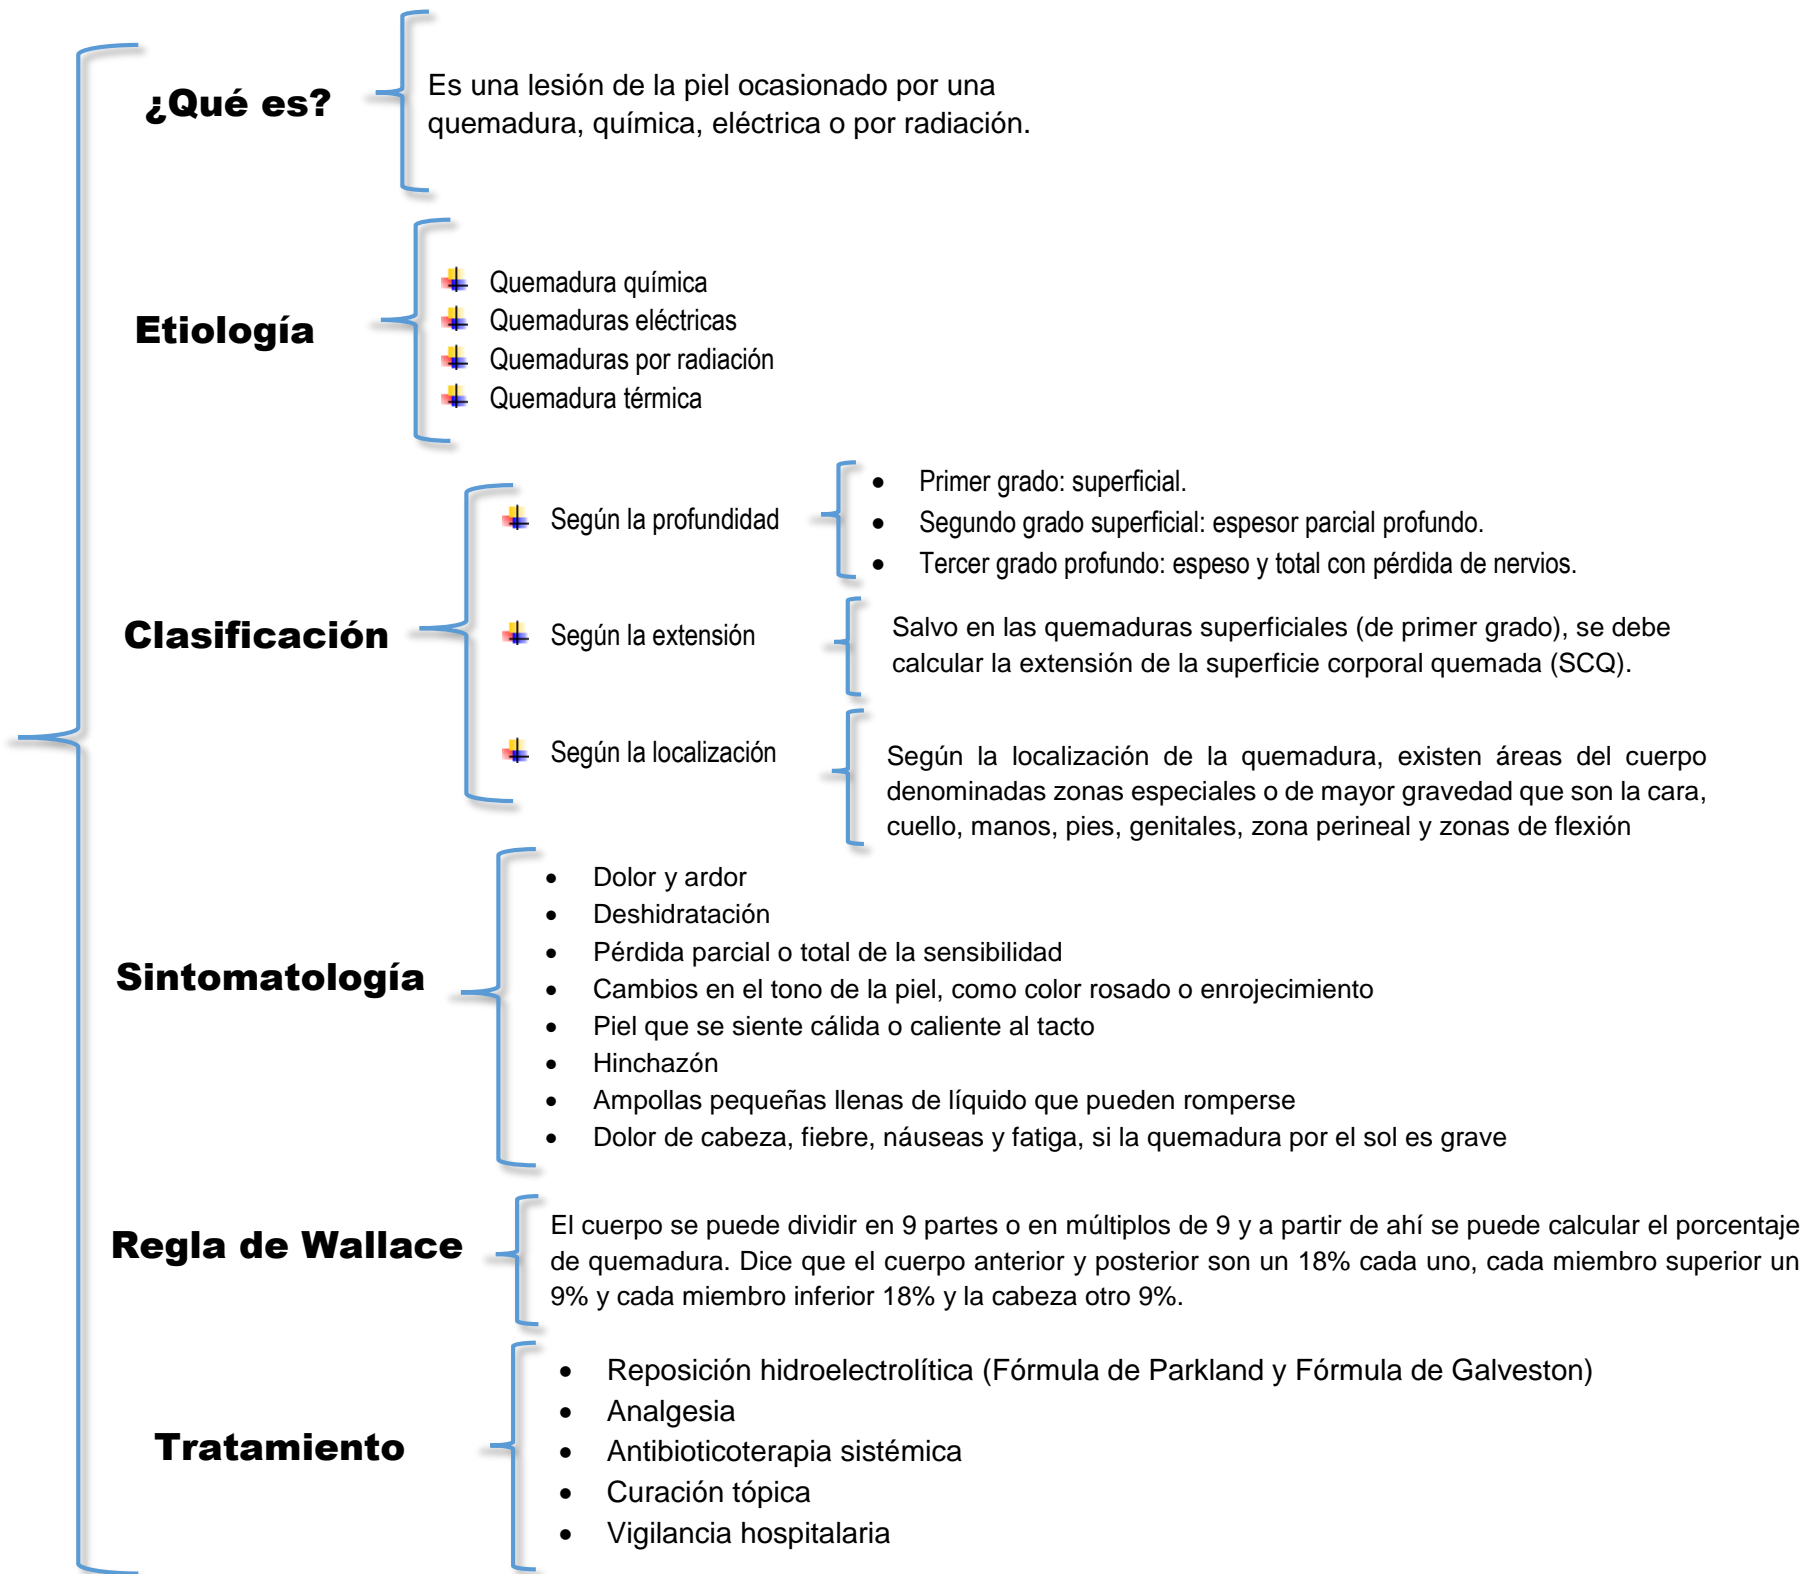 ¿Qué es?
Es una lesión de la piel ocasionado por una
quemadura, química, eléctrica o por radiación.
Etiología
Quemadura química
Quemaduras eléctricas
Quemaduras por radiación
Quemadura térmica
Clasificación
Según la profundidad
• Primer grado: superficial.
• Segundo grado superficial: espesor parcial profundo.
• Tercer grado profundo: espeso y total con pérdida de nervios.
Según la extensión
Salvo en las quemaduras superficiales (de primer grado), se debe
calcular la extensión de la superficie corporal quemada (SCQ).
Según la localización
Según la localización de la quemadura, existen áreas del cuerpo
denominadas zonas especiales o de mayor gravedad que son la cara,
cuello, manos, pies, genitales, zona perineal y zonas de flexión
Sintomatología
• Dolor y ardor
• Deshidratación
• Pérdida parcial o total de la sensibilidad
• Cambios en el tono de la piel, como color rosado o enrojecimiento
• Piel que se siente cálida o caliente al tacto
• Hinchazón
• Ampollas pequeñas llenas de líquido que pueden romperse
• Dolor de cabeza, fiebre, náuseas y fatiga, si la quemadura por el sol es grave
Regla de Wallace
El cuerpo se puede dividir en 9 partes o en múltiplos de 9 y a partir de ahí se puede calcular el porcentaje
de quemadura. Dice que el cuerpo anterior y posterior son un 18% cada uno, cada miembro superior un
9% y cada miembro inferior 18% y la cabeza otro 9%.
Tratamiento
• Reposición hidroelectrolítica (Fórmula de Parkland y Fórmula de Galveston)
• Analgesia
• Antibioticoterapia sistémica
• Curación tópica
• Vigilancia hospitalaria